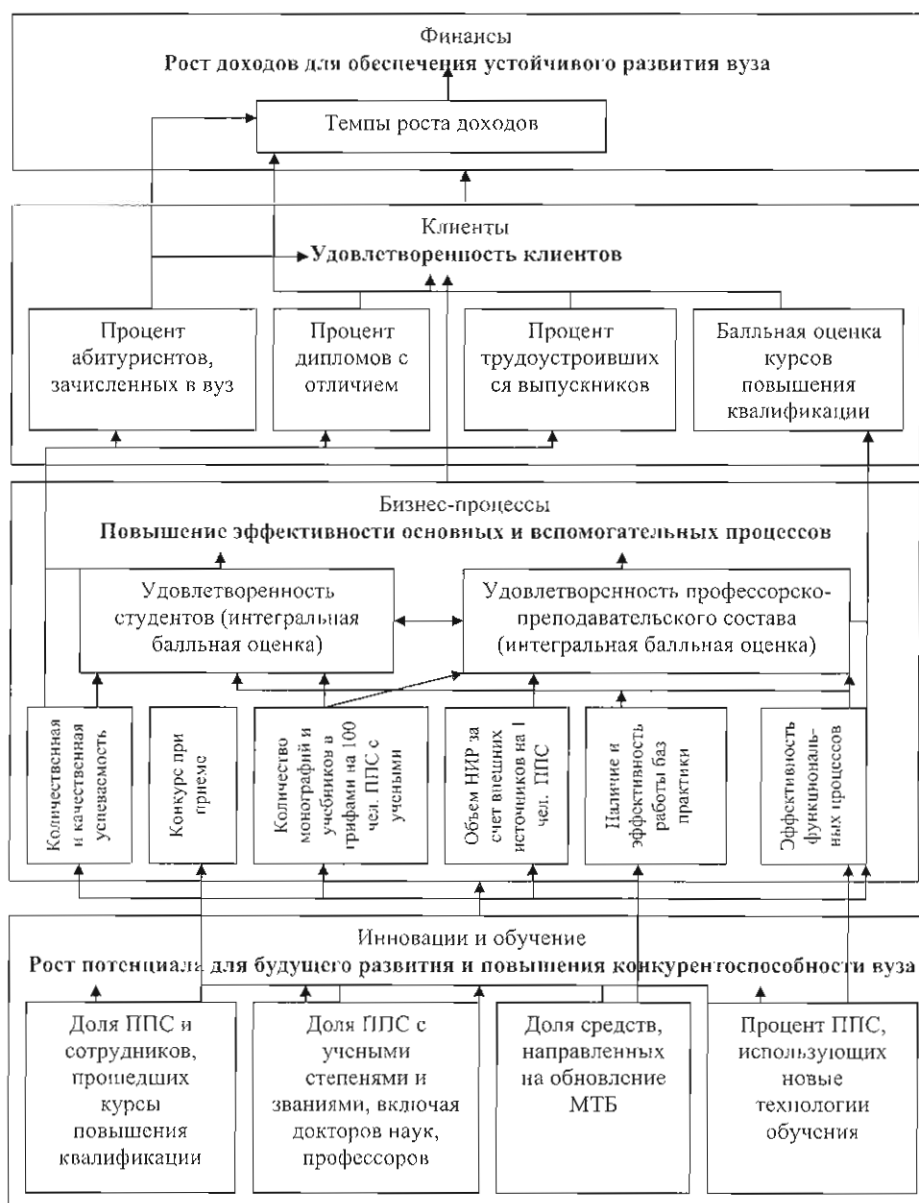 Финансы
Рост доходов для обеспечения устойчивого развития вуза
Темпы роста доходов
Клиенты
Удовлетворенность клиентов
Процент
абитуриентов,
зачисленных в вуз
Процент
дипломов с
отличием
Процент
трудоустроивших
ся выпускников
Балльная оценка
курсов
повышения
квалификации
Бизнес-процессы
Повышение эффективности основных и вспомогательных процессов
Удовлетворенность
студентов (интегральная
балльная оценка)
Удовлетворенность профессорско-
преподавательского состава
(интегральная балльная оценка)
Количественная
и качественная
успеваемость
Конкурс при
приеме
Количество
монографий и
учебников в
грифами на 100
чел. ППС с
учеными
Объем НИР за
счет внешних
источников на 1
чел. ППС
Наличие и
эффективность
работы баз
практики
Эффективность
функциональ-
ных процессов
Инновации и обучение
Рост потенциала для будущего развития и повышения конкурентоспособности вуза
Доля ППС и
сотрудников,
прошедших
курсы
повышения
квалификации
Доля ППС с
учеными
степенями и
званиями, включая
докторов наук,
профессоров
Доля средств,
направленных
на обновление
МТБ
Процент ППС,
использующих
новые
технологии
обучения